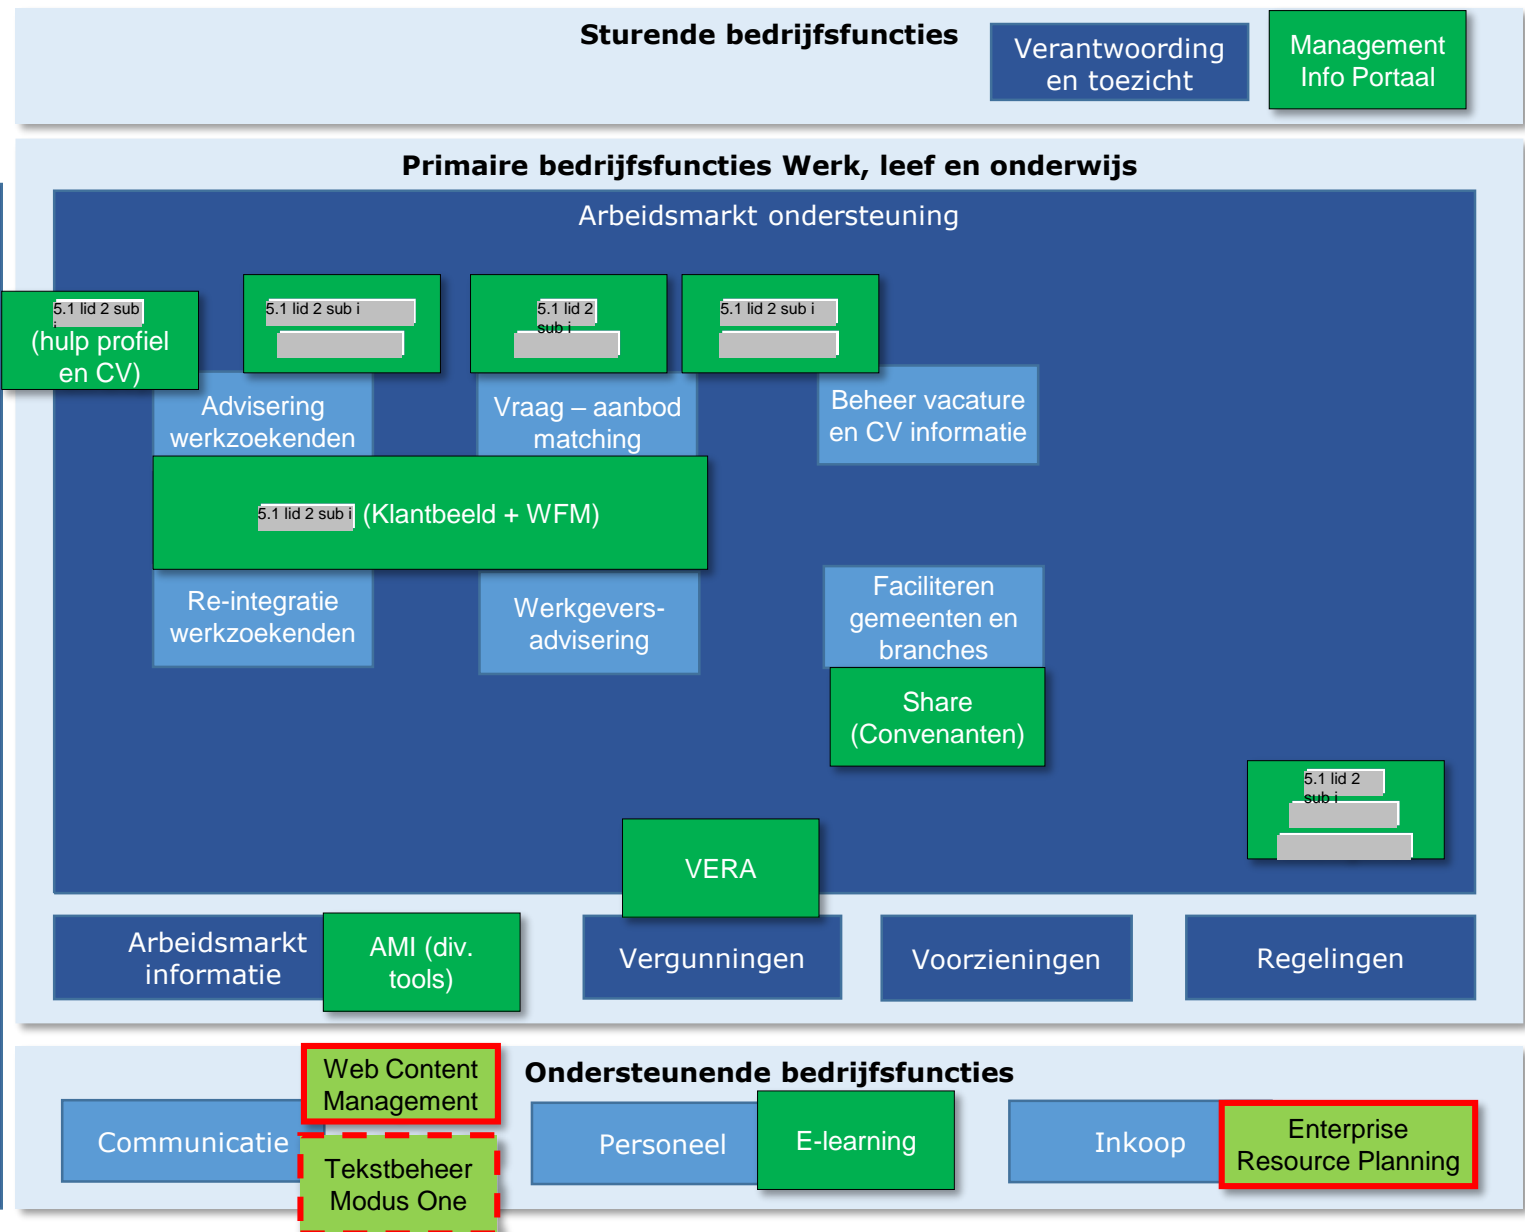 Sturende bedrijfsfuncties
Verantwoording
en toezicht
Management
Info Portaal
Primaire bedrijfsfuncties Werk, leef en onderwijs
Arbeidsmarkt ondersteuning
5.1 lid 2 sub
i
(hulp profiel
en CV)
5.1 lid 2 sub i
5.1 lid 2
sub i
5.1 lid 2 sub i
Advisering
werkzoekenden
Vraag – aanbod
matching
Beheer vacature
en CV informatie
5.1 lid 2 sub i (Klantbeeld + WFM)
Re-integratie
werkzoekenden
Werkgevers-
advisering
Faciliteren
gemeenten en
branches
Share
(Convenanten)
5.1 lid 2
sub i
VERA
Arbeidsmarkt
informatie
AMI (div.
tools)
Vergunningen
Voorzieningen
Regelingen
Ondersteunende bedrijfsfuncties
Communicatie
Web Content
Management
Tekstbeheer
Modus One
Personeel
E-learning
Inkoop
Enterprise
Resource Planning